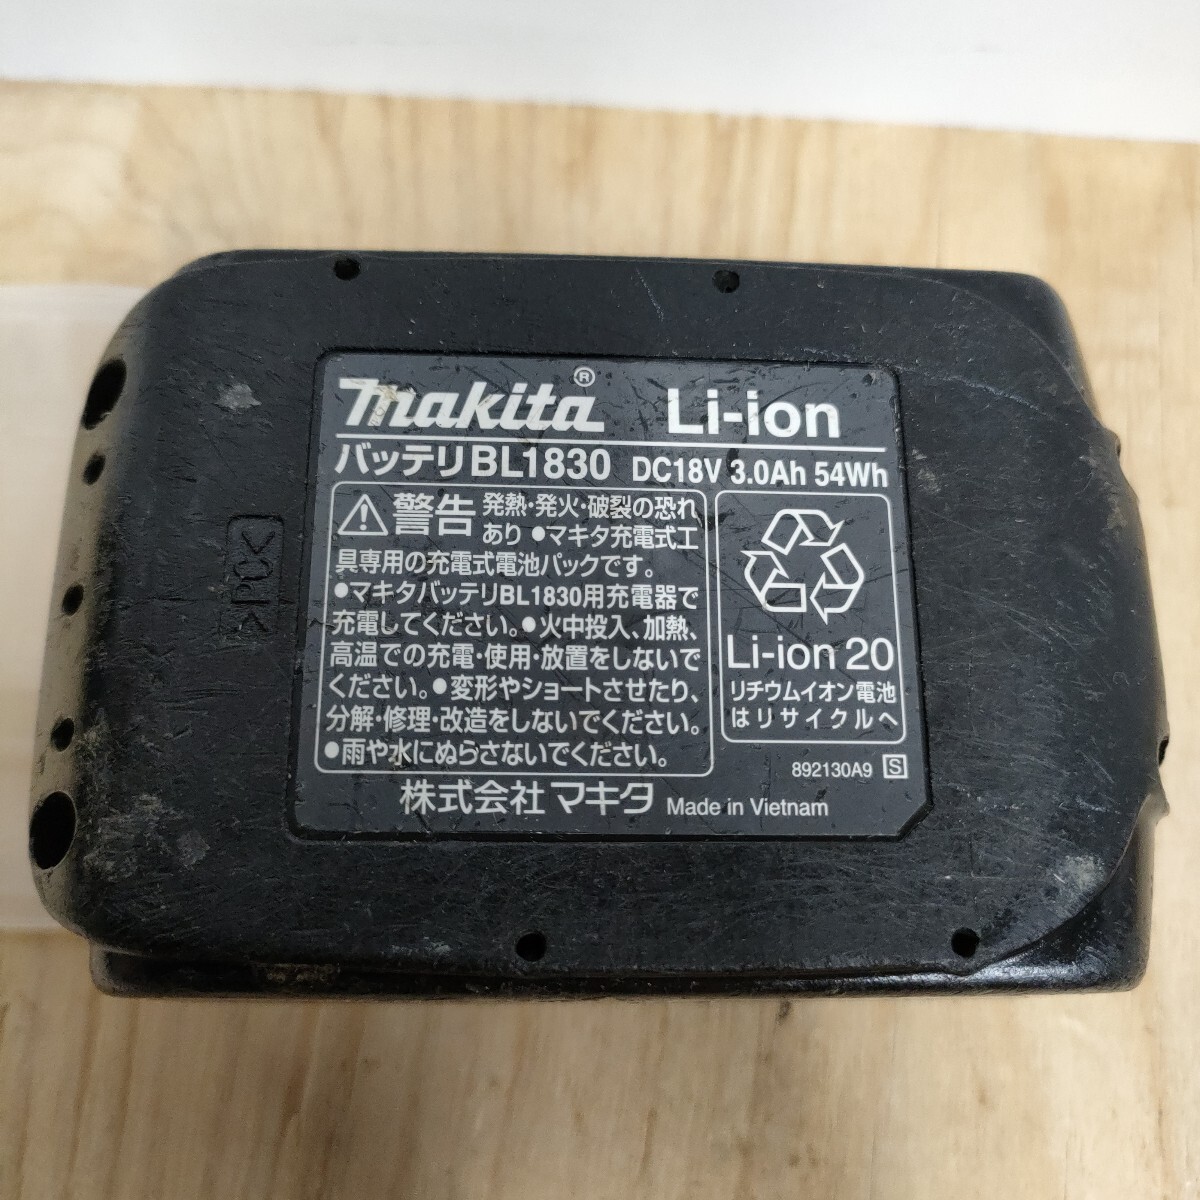 makita® Li-ion
バッテリBL1830 DC18V 3.0Ah 54Wh
警告 発熱・発火・破裂の恐れ
あり ●マキタ充電式工
具専用の充電式電池パックです。
●マキタバッテリBL1830用充電器で
充電してください。●火中投入、加熱、
高温での充電・使用・放置をしないで
ください。●変形やショートさせたり、
分解・修理・改造をしないでください。
●雨や水にぬらさないでください。
Li-ion 20
リチウムイオン電池
はリサイクルへ
892130A9 S
株式会社マキタ Made in Vietnam
>PC<